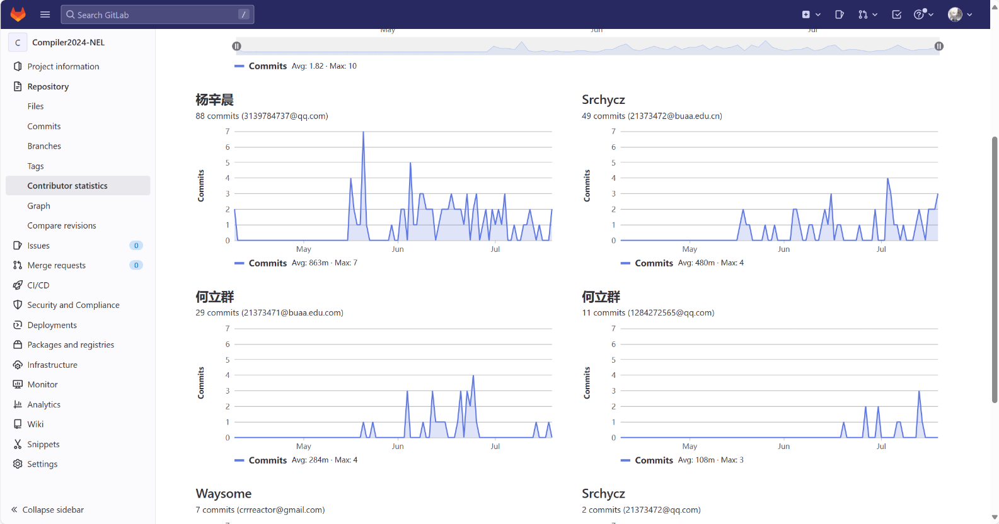 Search GitLab
/
C
Compiler2024-NEL
Project information
Repository
Files
Commits
Branches
Tags
Contributor statistics
Graph
Compare revisions
Issues
0
Merge requests
0
CI/CD
Security and Compliance
Deployments
Packages and registries
Infrastructure
Monitor
Analytics
Wiki
Snippets
Settings
Collapse sidebar
May
Jun
Jul
Commits Avg: 1.82 · Max: 10
杨辛晨
88 commits (3139784737@qq.com)
7
6
5
4
3
2
1
0
Commits
May
Jun
Jul
Commits Avg: 863m · Max: 7
Srchycz
49 commits (21373472@buaa.edu.cn)
7
6
5
4
3
2
1
0
Commits
May
Jun
Jul
Commits Avg: 480m · Max: 4
何立群
29 commits (21373471@buaa.edu.com)
7
6
5
4
3
2
1
0
Commits
May
Jun
Jul
Commits Avg: 284m · Max: 4
何立群
11 commits (1284272565@qq.com)
7
6
5
4
3
2
1
0
Commits
May
Jun
Jul
Commits Avg: 108m · Max: 3
Waysome
7 commits (crrreactor@gmail.com)
7
Srchycz
2 commits (21373472@qq.com)
7